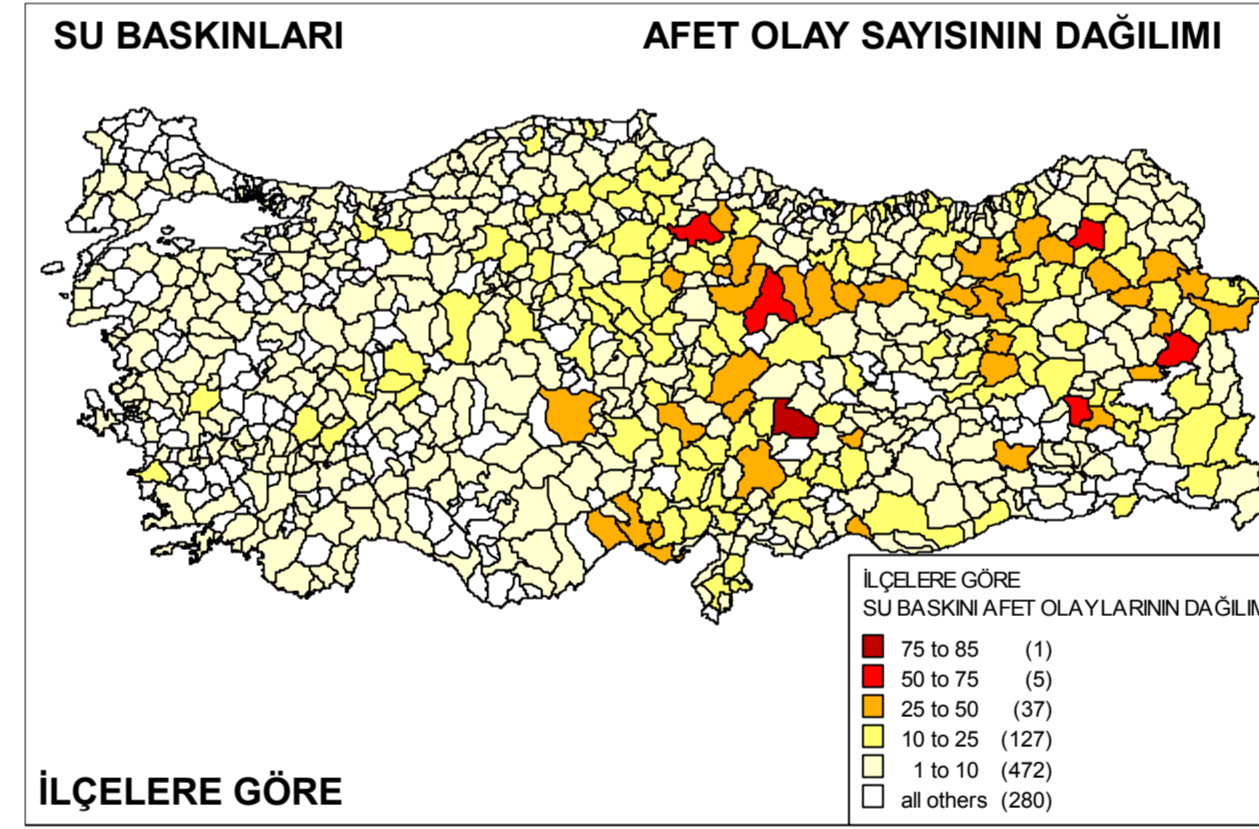 SU BASKINLARI
AFET OLAY SAYISININ DAĞILIMI
İLÇELERE GÖRE
SU BASKINI AFET OLAYLARININ DAĞILIM
75 to 85 (1)
50 to 75 (5)
25 to 50 (37)
10 to 25 (127)
1 to 10 (472)
all others (280)
İLÇELERE GÖRE